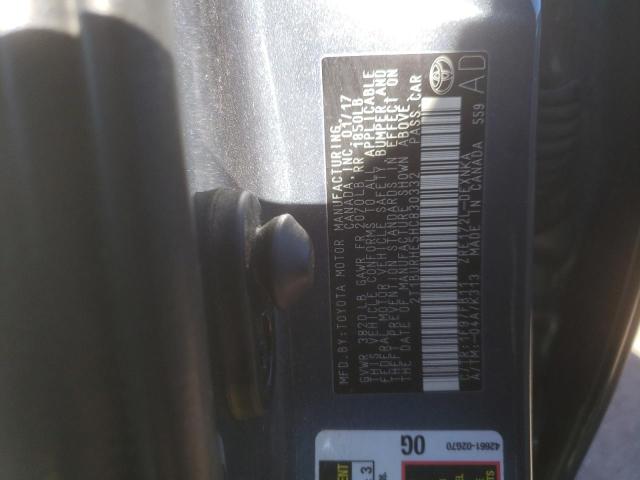 MFD. BY: TOYOTA MOTOR MANUFACTURING
CANADA, INC. 01/17
GVWR 3820LB GAWR FR 2070LB RR 1850LB
THIS VEHICLE CONFORMS TO ALL APPLICABLE
FEDERAL MOTOR VEHICLE SAFETY, BUMPER AND
THEFT PREVENTION STANDARDS IN EFFECT ON
THE DATE OF MANUFACTURE SHOWN ABOVE.
2T1BURHE5HC830332 PASS. CAR
MADE IN CANADA 559
AD
42661-02G70
0G
3